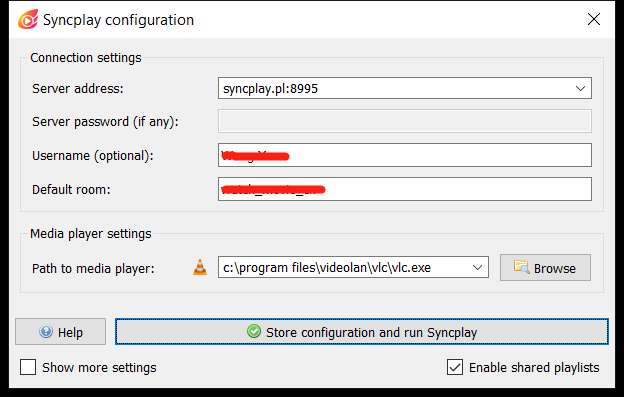 Syncplay configuration
Connection settings
Server address: syncplay.pl:8995
Server password (if any):
Username (optional):
Default room:
Media player settings
Path to media player: c:\program files\videolan\vlc\vlc.exe Browse
Help Store configuration and run Syncplay
Show more settings Enable shared playlists